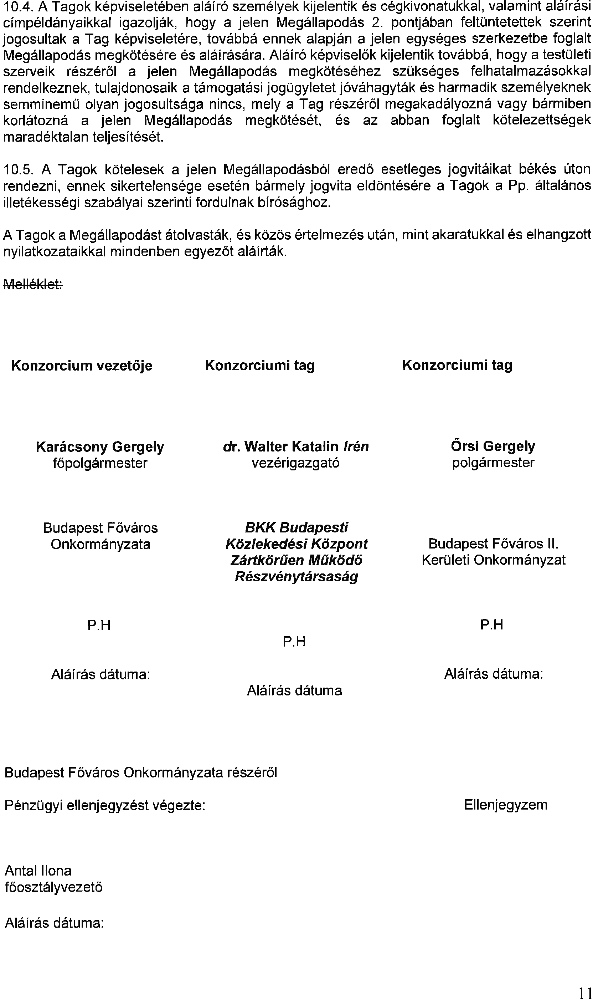 10.4. A Tagok képviseletében aláíró személyek kijelentik és cégkivonatukkal, valamint aláírási
címpéldányaikkal igazolják, hogy a jelen Megállapodás 2. pontjában feltüntetettek szerint
jogosultak a Tag képviseletére, továbbá ennek alapján a jelen egységes szerkezetbe foglalt
Megállapodás megkötésére és aláírására. Aláíró képviselők kijelentik továbbá, hogy a testületi
szerveik részéről a jelen Megállapodás megkötéséhez szükséges felhatalmazásokkal
rendelkeznek, tulajdonosaik a támogatási jogügyletet jóváhagyták és harmadik személyeknek
semminemű olyan jogosultsága nincs, mely a Tag részéről megakadályozná vagy bármiben
korlátozná a jelen Megállapodás megkötését, és az abban foglalt kötelezettségek
maradéktalan teljesítését.
10.5. A Tagok kötelesek a jelen Megállapodásból eredő esetleges jogvitáikat békés úton
rendezni, ennek sikertelensége esetén bármely jogvita eldöntésére a Tagok a Pp. általános
illetékességi szabályai szerinti fordulnak bírósághoz.
A Tagok a Megállapodást átolvasták, és közös értelmezés után, mint akaratukkal és elhangzott
nyilatkozataikkal mindenben egyezőt aláírták.
Melléklet:
Konzorcium vezetője Konzorciumi tag Konzorciumi tag
Karácsony Gergely dr. Walter Katalin Irén Őrsi Gergely
főpolgármester vezérigazgató polgármester
Budapest Főváros BKK Budapesti
Onkormányzata Közlekedési Központ Budapest Főváros II.
Zártkörűen Működő Kerületi Onkormányzat
Részvénytársaság
P.H P.H
P.H
Aláírás dátuma: Aláírás dátuma:
Aláírás dátuma
Budapest Főváros Onkormányzata részéről
Pénzügyi ellenjegyzést végezte: Ellenjegyzem
Antal Ilona
főosztályvezető
Aláírás dátuma:
11